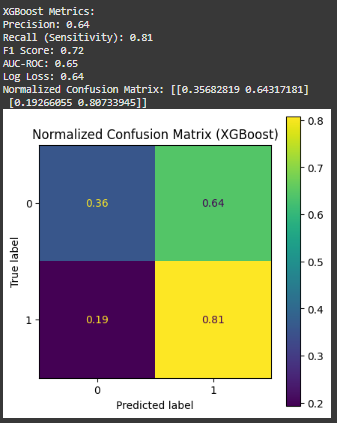 XGBoost Metrics:
Precision: 0.64
Recall (Sensitivity): 0.81
F1 Score: 0.72
AUC-ROC: 0.65
Log Loss: 0.64
Normalized Confusion Matrix: [[0.35682819 0.64317181]
[0.19266055 0.80733945]]
Normalized Confusion Matrix (XGBoost)
0.8
0.7
0.6
0.5
0.4
0.3
0.2
True label
0
0.36
0.64
1
0.19
0.81
0
1
Predicted label